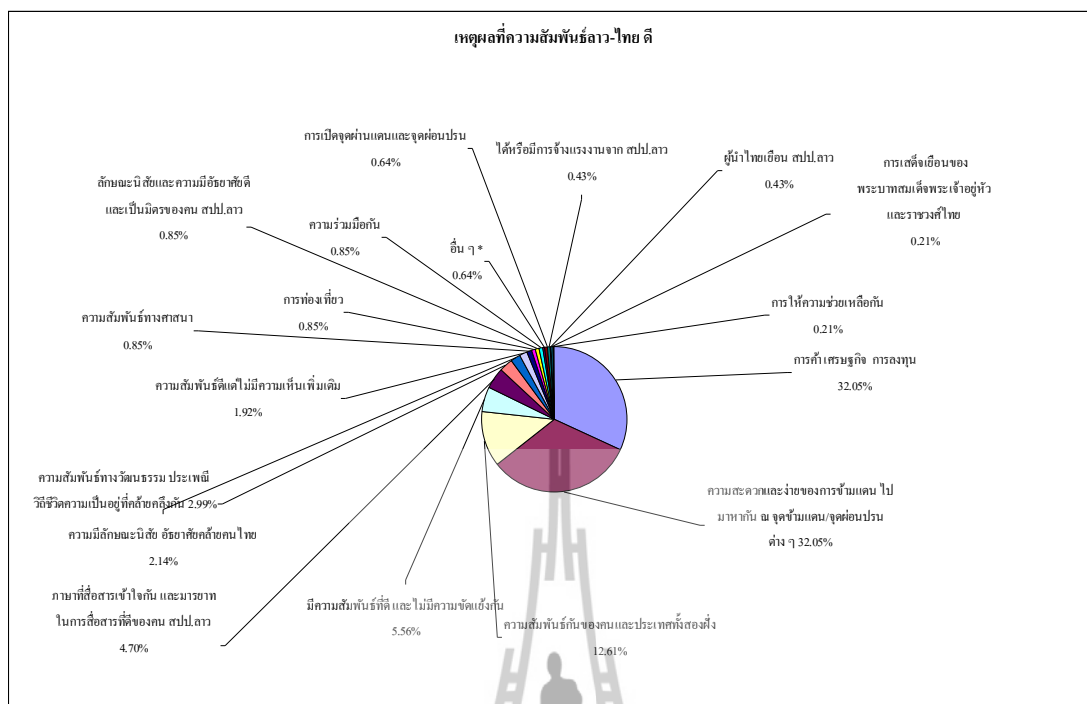 เหตุผลที่ความสัมพันธ์ลาว-ไทย ดี
การเปิดจุดผ่านแดนและจุดผ่อนปรน
0.64%
ได้หรือมีการจ้างแรงงานจาก สปป.ลาว
0.43%
ผู้นำไทยเยือน สปป.ลาว
0.43%
การเสด็จเยือนของ
พระบาทสมเด็จพระเจ้าอยู่หัว
และราชวงศ์ไทย
0.21%
ลักษณะนิสัยและความมีอัธยาศัยดี
และเป็นมิตรของคน สปป.ลาว
0.85%
ความร่วมมือกัน
0.85%
อื่น ๆ *
0.64%
การท่องเที่ยว
0.85%
การให้ความช่วยเหลือกัน
0.21%
ความสัมพันธ์ทางศาสนา
0.85%
การค้า เศรษฐกิจ การลงทุน
32.05%
ความสัมพันธ์ดีแต่ไม่มีความเห็นเพิ่มเติม
1.92%
ความสัมพันธ์ทางวัฒนธรรม ประเพณี
วิถีชีวิตความเป็นอยู่ที่คล้ายคลึงกัน 2.99%
ความสะดวกและง่ายของการข้ามแดน ไป
มาหากัน ณ จุดข้ามแดน/จุดผ่อนปรน
ต่าง ๆ 32.05%
ความมีลักษณะนิสัย อัธยาศัยคล้ายคนไทย
2.14%
ภาษาที่สื่อสารเข้าใจกัน และมารยาท
ในการสื่อสารที่ดีของคน สปป.ลาว
4.70%
มีความสัมพันธ์ที่ดี และไม่มีความขัดแย้งกัน
5.56%
ความสัมพันธ์กันของคนและประเทศทั้งสองฝั่ง
12.61%